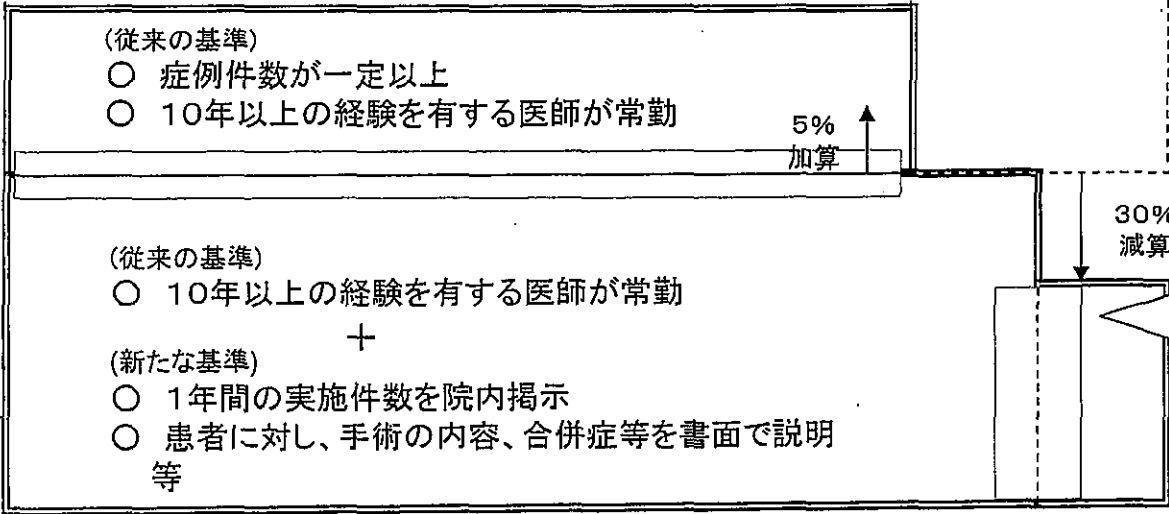 (従来の基準)
○ 症例件数が一定以上
○ 10年以上の経験を有する医師が常勤
5%
加算
30%
減算
(従来の基準)
○ 10年以上の経験を有する医師が常勤
+
(新たな基準)
○ 1年間の実施件数を院内掲示
○ 患者に対し、手術の内容、合併症等を書面で説明
等